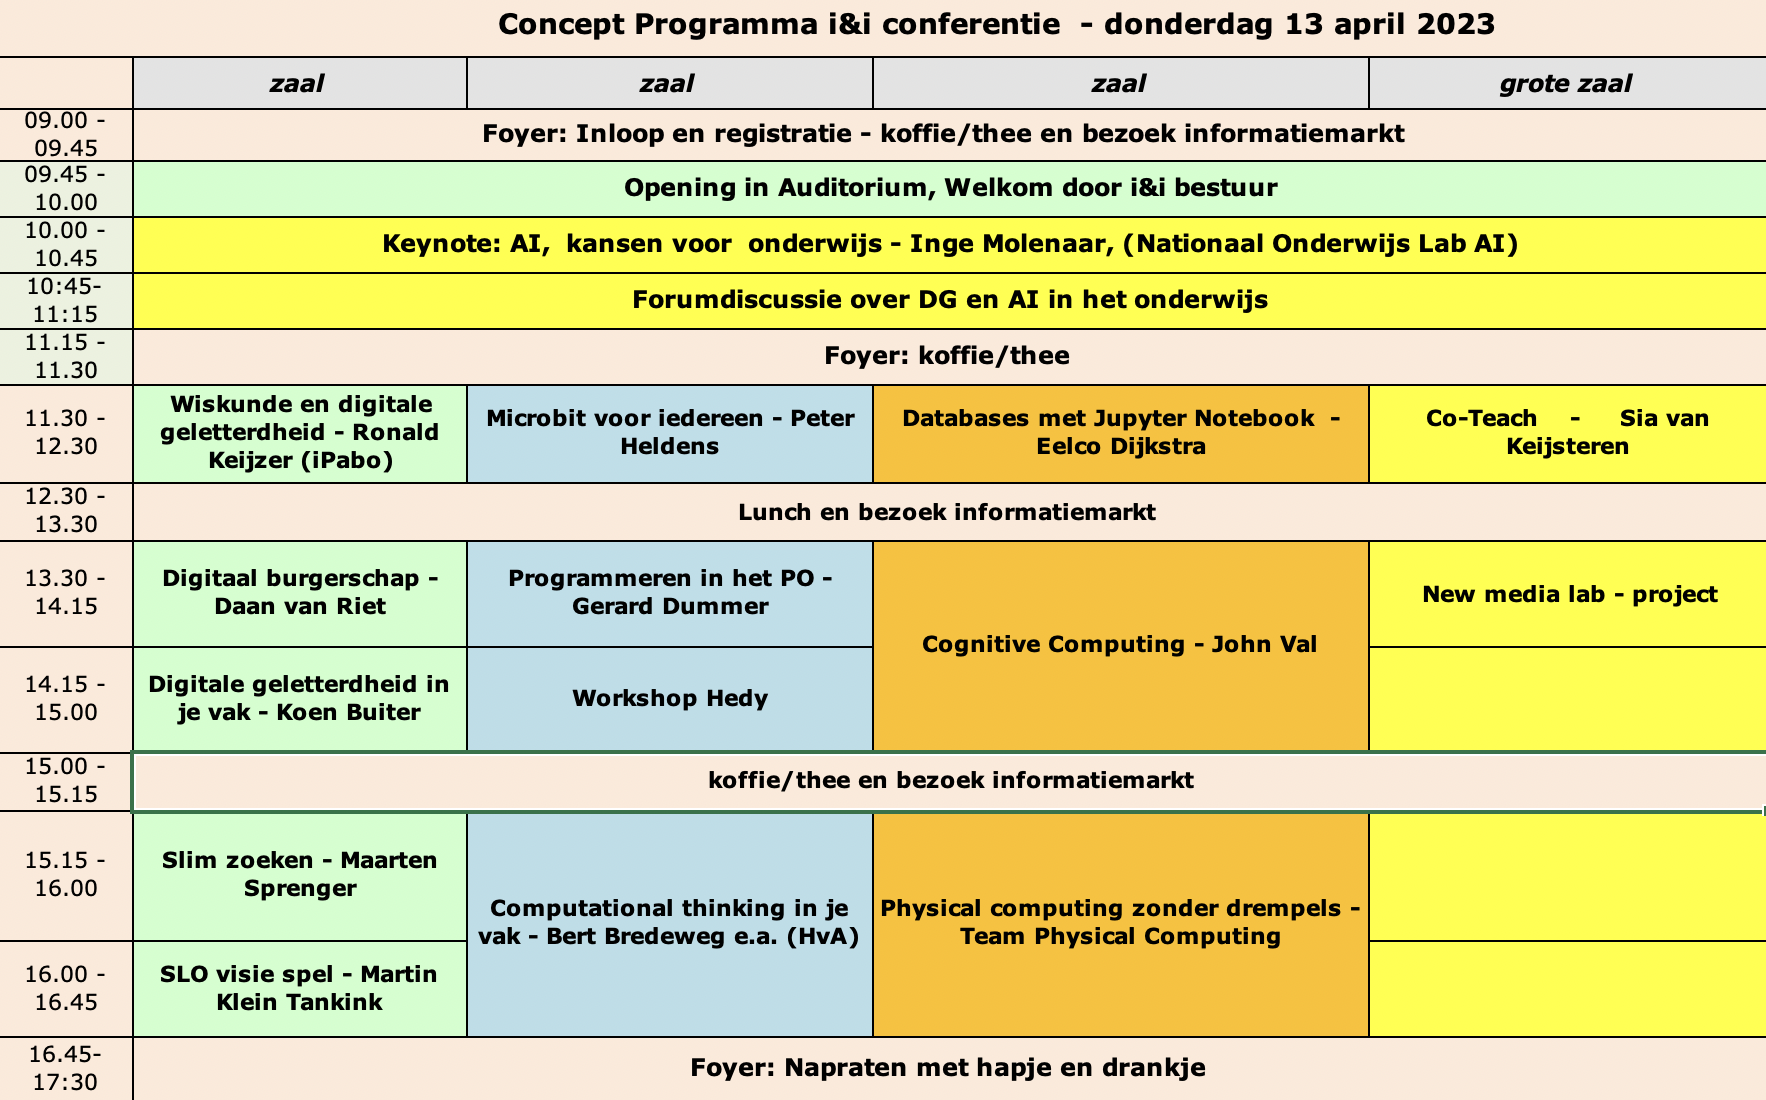 Concept Programma i&i conferentie  - donderdag 13 april 2023
zaal
zaal
zaal
grote zaal
09.00 -
09.45
Foyer: Inloop en registratie - koffie/thee en bezoek informatiemarkt
09.45 -
10.00
Opening in Auditorium, Welkom door i&i bestuur
10.00 -
10.45
Keynote: AI,  kansen voor  onderwijs - Inge Molenaar, (Nationaal Onderwijs Lab AI)
10:45-
11:15
Forumdiscussie over DG en AI in het onderwijs
11.15 -
11.30
Foyer: koffie/thee
11.30 -
12.30
Wiskunde en digitale
geletterdheid - Ronald
Keijzer (iPabo)
Microbit voor iedereen - Peter
Heldens
Databases met Jupyter Notebook  -
Eelco Dijkstra
Co-Teach    -     Sia van
Keijsteren
12.30 -
13.30
Lunch en bezoek informatiemarkt
13.30 -
14.15
Digitaal burgerschap -
Daan van Riet
Programmeren in het PO -
Gerard Dummer
Cognitive Computing - John Val
New media lab - project
14.15 -
15.00
Digitale geletterdheid in
je vak - Koen Buiter
Workshop Hedy
15.00 -
15.15
koffie/thee en bezoek informatiemarkt
15.15 -
16.00
Slim zoeken - Maarten
Sprenger
Computational thinking in je
vak - Bert Bredeweg e.a. (HvA)
Physical computing zonder drempels -
Team Physical Computing
16.00 -
16.45
SLO visie spel - Martin
Klein Tankink
16.45-
17:30
Foyer: Napraten met hapje en drankje